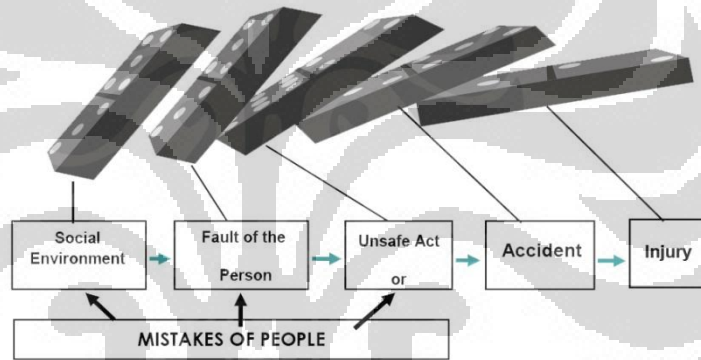 Social
Environment
Fault of the
Person
Unsafe Act
or
Accident
Injury
MISTAKES OF PEOPLE